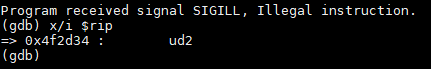 Program received signal SIGILL, Illegal instruction.
(gdb) x/i $rip
=> 0x4f2d34 :        ud2
(gdb)